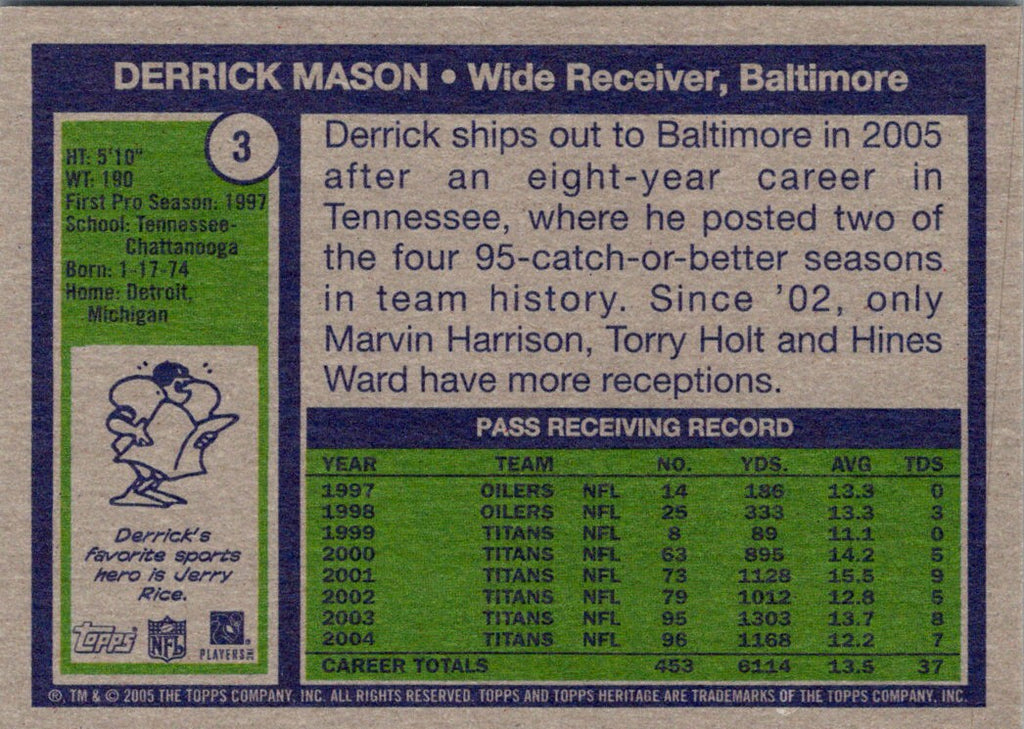 DERRICK MASON • Wide Receiver, Baltimore
3
HT: 5'10"
WT: 190
First Pro Season: 1997
School: Tennessee-
Chattanooga
Born: 1-17-74
Home: Detroit,
Michigan
Derrick's
favorite sports
hero is Jerry
Rice.
TOPPS NFL PLAYERS INC
Derrick ships out to Baltimore in 2005
after an eight-year career in
Tennessee, where he posted two of
the four 95-catch-or-better seasons
in team history. Since '02, only
Marvin Harrison, Torry Holt and Hines
Ward have more receptions.
PASS RECEIVING RECORD
YEAR TEAM NO. YDS. AVG TDS
1997 OILERS NFL 14 186 13.3 0
1998 OILERS NFL 25 333 13.3 3
1999 TITANS NFL 8 89 11.1 0
2000 TITANS NFL 63 895 14.2 5
2001 TITANS NFL 73 1128 15.5 9
2002 TITANS NFL 79 1012 12.8 5
2003 TITANS NFL 95 1303 13.7 8
2004 TITANS NFL 96 1168 12.2 7
CAREER TOTALS 453 6114 13.5 37
®, TM & © 2005 THE TOPPS COMPANY, INC. ALL RIGHTS RESERVED. TOPPS AND TOPPS HERITAGE ARE TRADEMARKS OF THE TOPPS COMPANY, INC.